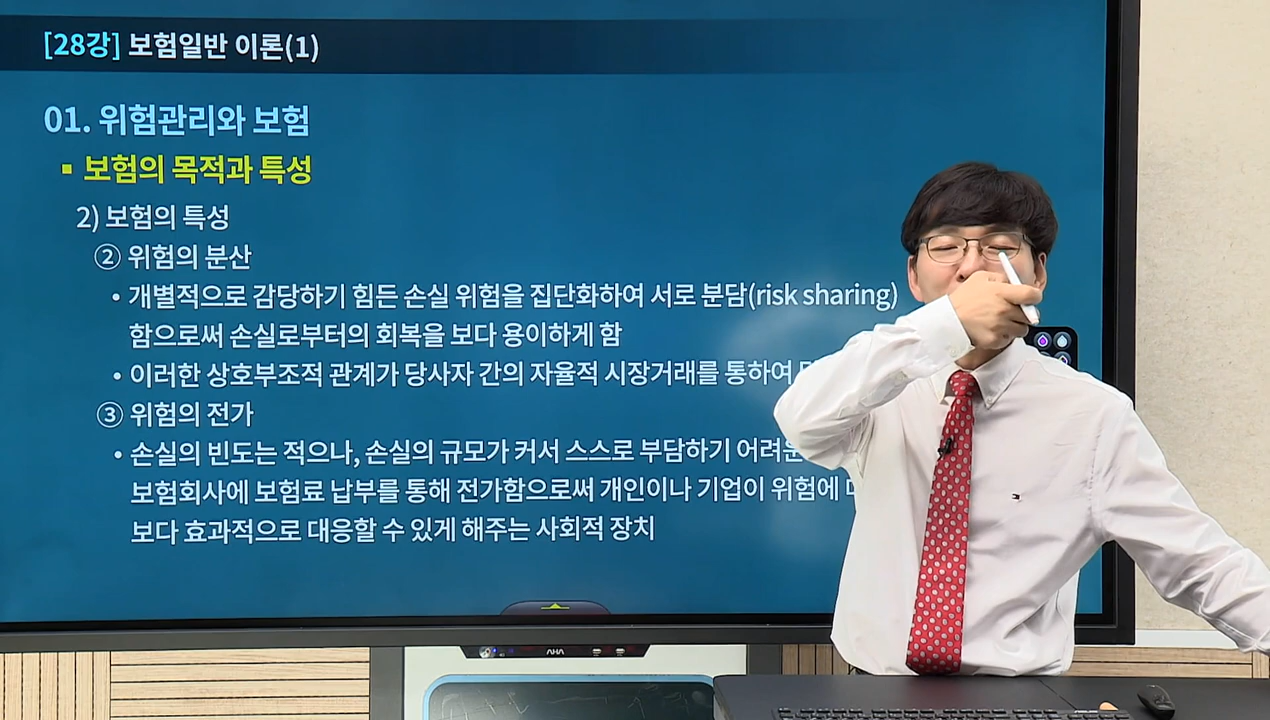 [28강] 보험일반 이론(1)
01. 위험관리와 보험
▪ 보험의 목적과 특성
2) 보험의 특성
② 위험의 분산
• 개별적으로 감당하기 힘든 손실 위험을 집단화하여 서로 분담(risk sharing)
함으로써 손실로부터의 회복을 보다 용이하게 함
• 이러한 상호부조적 관계가 당사자 간의 자율적 시장거래를 통하여
③ 위험의 전가
• 손실의 빈도는 적으나, 손실의 규모가 커서 스스로 부담하기 어려운
보험회사에 보험료 납부를 통해 전가함으로써 개인이나 기업이 위험에
보다 효과적으로 대응할 수 있게 해주는 사회적 장치
AHA